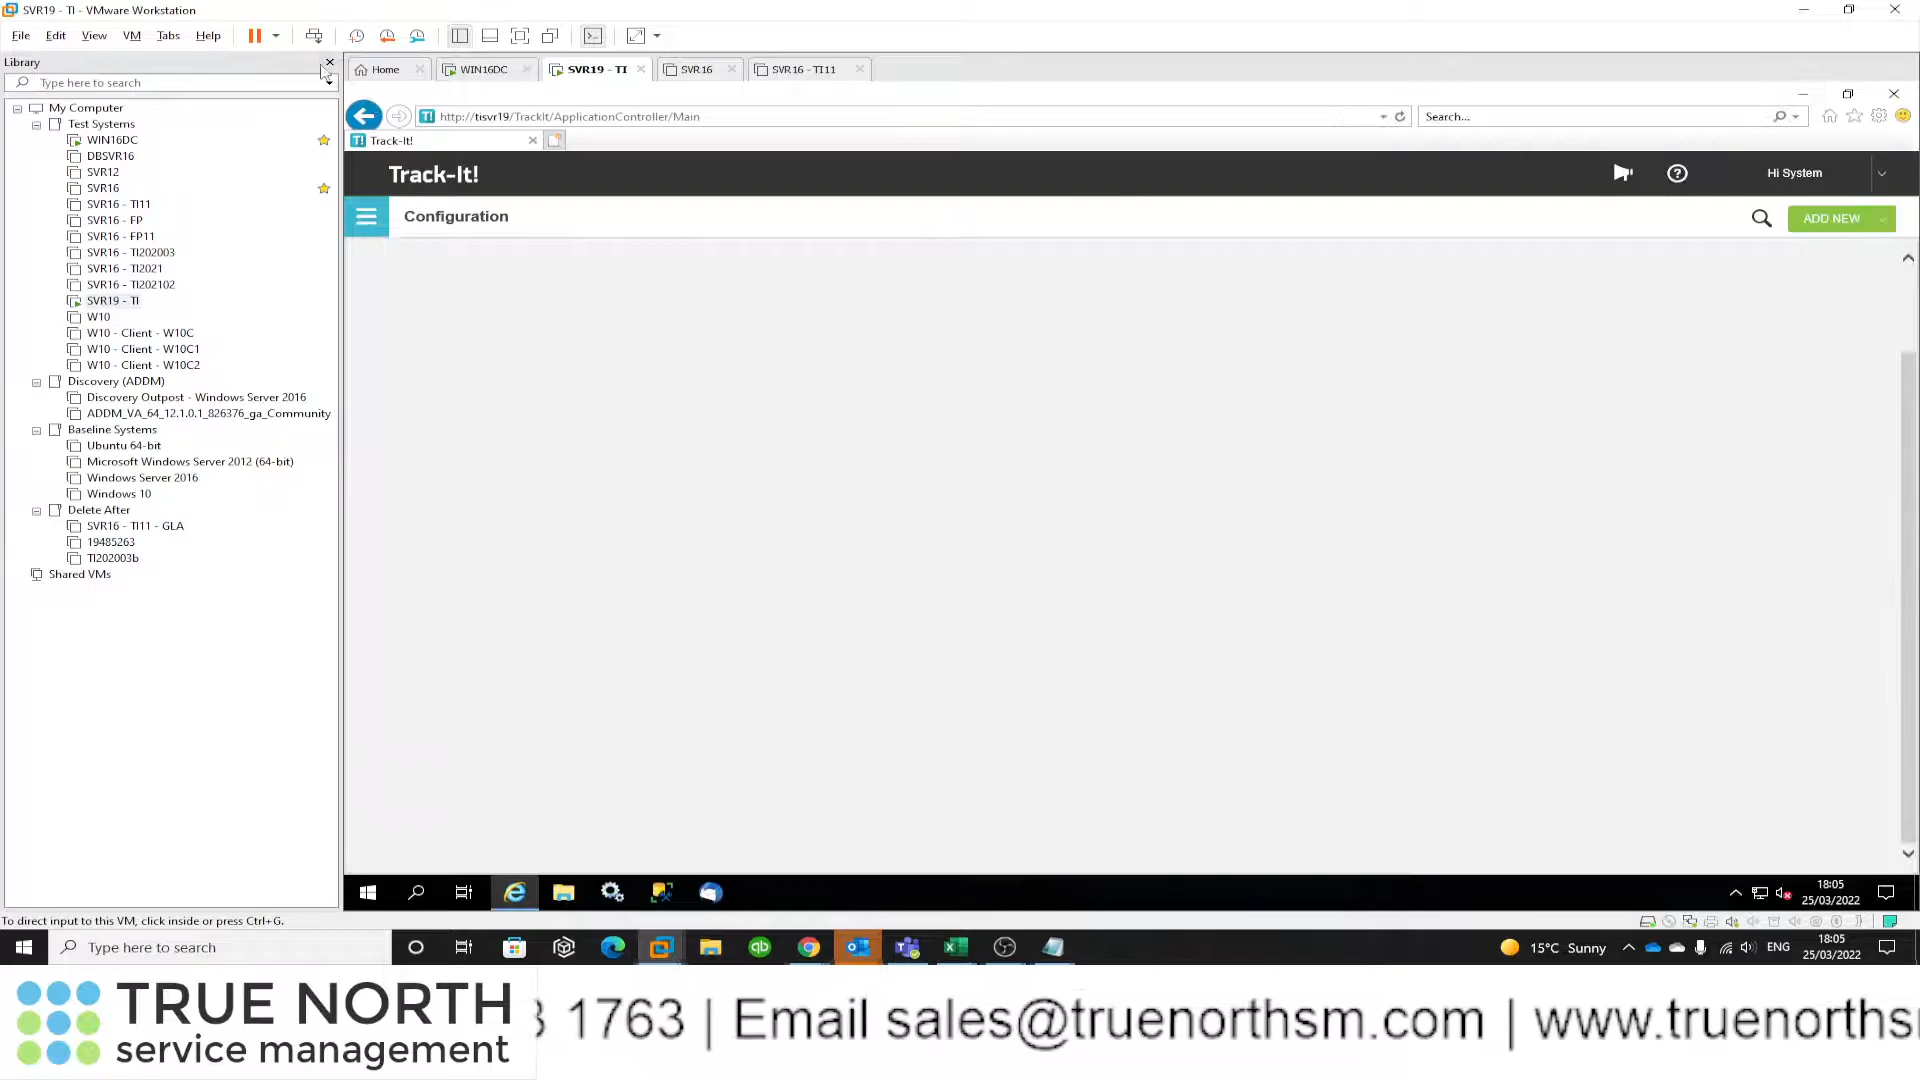 SVR19 - TI - VMware Workstation
File Edit View VM Tabs Help
Library
Type here to search
My Computer
Test Systems
WIN16DC
DBSVR16
SVR12
SVR16
SVR16 - TI11
SVR16 - FP
SVR16 - FP11
SVR16 - TI202003
SVR16 - TI2021
SVR16 - TI202102
SVR19 - TI
W10
W10 - Client - W10C
W10 - Client - W10C1
W10 - Client - W10C2
Discovery (ADDM)
Discovery Outpost - Windows Server 2016
ADDM_VA_64_12.1.0.1_826376_ga_Community
Baseline Systems
Ubuntu 64-bit
Microsoft Windows Server 2012 (64-bit)
Windows Server 2016
Windows 10
Delete After
SVR16 - TI11 - GLA
19485263
TI202003b
Shared VMs
Home WIN16DC SVR19 - TI SVR16 SVR16 - TI11
http://tisvr19/TrackIt/ApplicationController/Main Search...
T! Track-It!
Track-It! Hi System
Configuration ADD NEW
18:05
25/03/2022
To direct input to this VM, click inside or press Ctrl+G.
Type here to search 15°C Sunny ENG 18:05
25/03/2022
TRUE NORTH
service management
3 1763 | Email sales@truenorthsm.com | www.truenorths